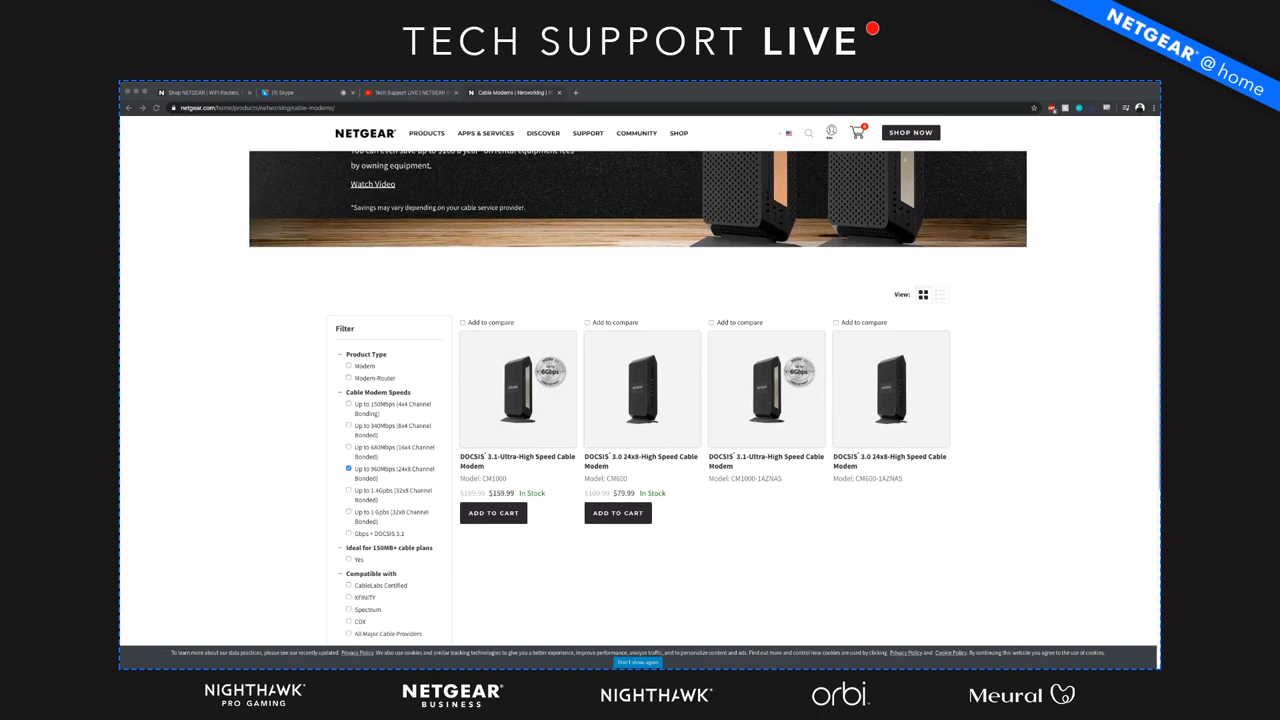 TECH SUPPORT LIVE
NETGEAR® @ home
Shop NETGEAR | WiFi Routers,
(1) Skype
Tech Support LIVE | NETGEAR
Cable Modems | Networking |
netgear.com/home/products/networking/cable-modems/
NETGEAR®
PRODUCTS
APPS & SERVICES
DISCOVER
SUPPORT
COMMUNITY
SHOP
SHOP NOW
by owning equipment.
Watch Video
*Savings may vary depending on your cable service provider.
View:
Filter
Product Type
Modem
Modem-Router
Cable Modem Speeds
Up to 150Mbps (4x4 Channel
Bonding)
Up to 340Mbps (8x4 Channel
Bonded)
Up to 680Mbps (16x4 Channel
Bonded)
Up to 960Mbps (24x8 Channel
Bonded)
Up to 1.4Gpbs (32x8 Channel
Bonded)
Up to 1 Gpbs (32x8 Channel
Bonded)
Gbps + DOCSIS 3.1
Ideal for 150MB+ cable plans
Yes
Compatible with
CableLabs Certified
XFINITY
Spectrum
COX
All Major Cable Providers
Add to compare
6Gbps
DOCSIS® 3.1-Ultra-High Speed Cable
Modem
Model: CM1000
$189.99 $159.99 In Stock
ADD TO CART
Add to compare
DOCSIS® 3.0 24x8-High Speed Cable
Modem
Model: CM600
$109.99 $79.99 In Stock
ADD TO CART
Add to compare
6Gbps
DOCSIS® 3.1-Ultra-High Speed Cable
Modem
Model: CM1000-1AZNAS
Add to compare
DOCSIS® 3.0 24x8-High Speed Cable
Modem
Model: CM600-1AZNAS
To learn more about our data practices, please see our recently updated Privacy Policy. We also use cookies and similar tracking technologies to give you a better experience, improve performance, analyze traffic, and to personalize content and ads. Find out more and control how cookies are used by clicking Privacy Policy and Cookie Policy. By continuing this website you agree to the use of cookies.
Don't show again
NIGHTHAWK®
PRO GAMING
NETGEAR®
BUSINESS
NIGHTHAWK®
orbi™
Meural